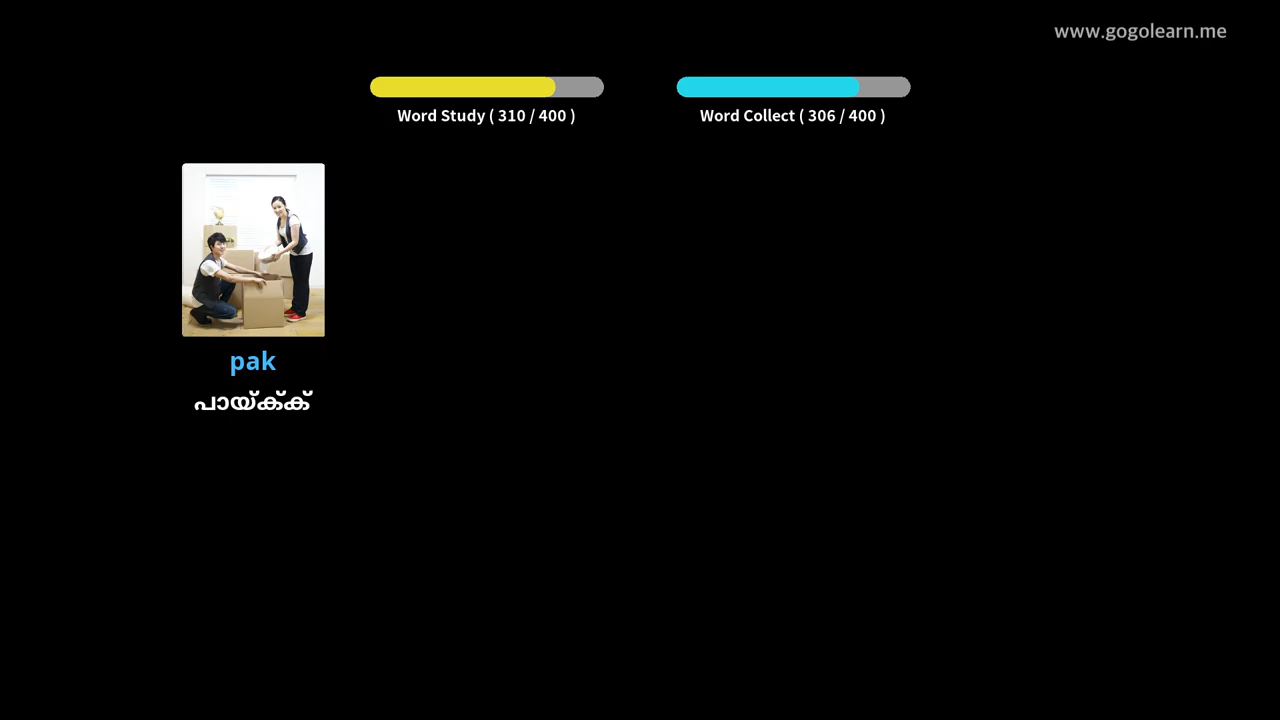 www.gogolearn.me
Word Study ( 310 / 400 )
Word Collect ( 306 / 400 )
pak
പായ്ക്ക്